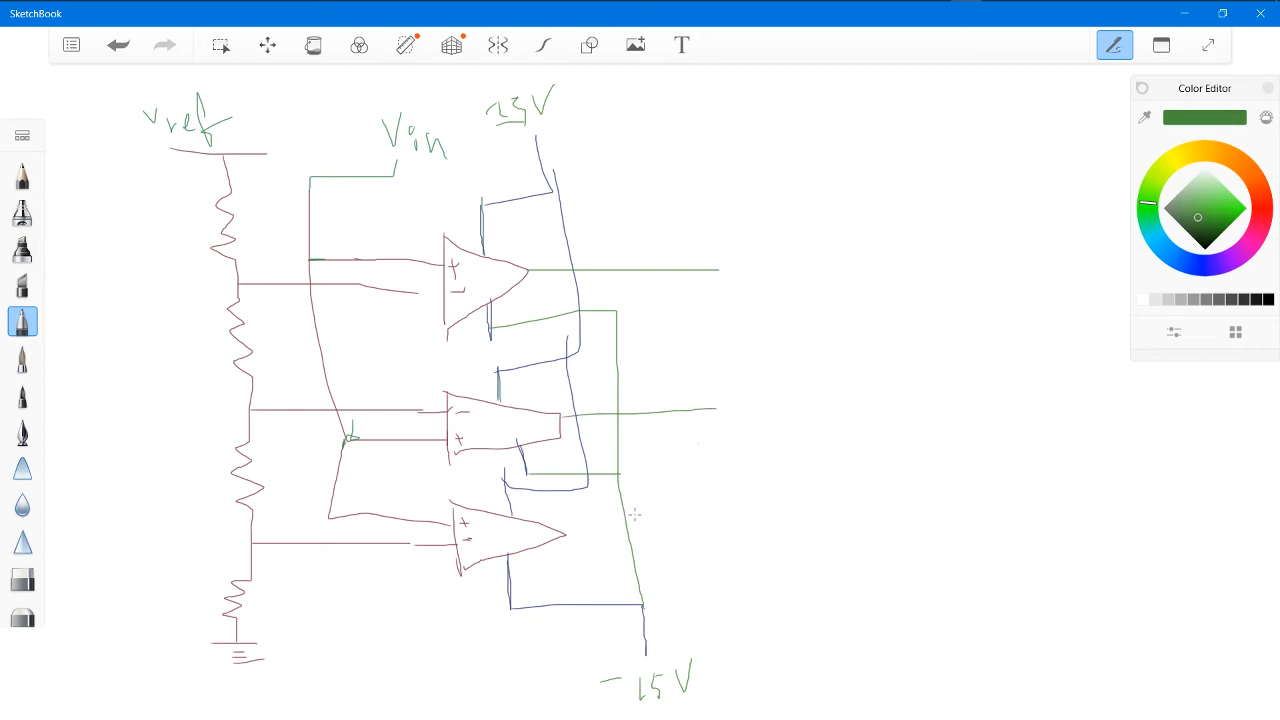 SketchBook
Color Editor
Vref
Vin
15V
+
-
-
+
+
-
-15V